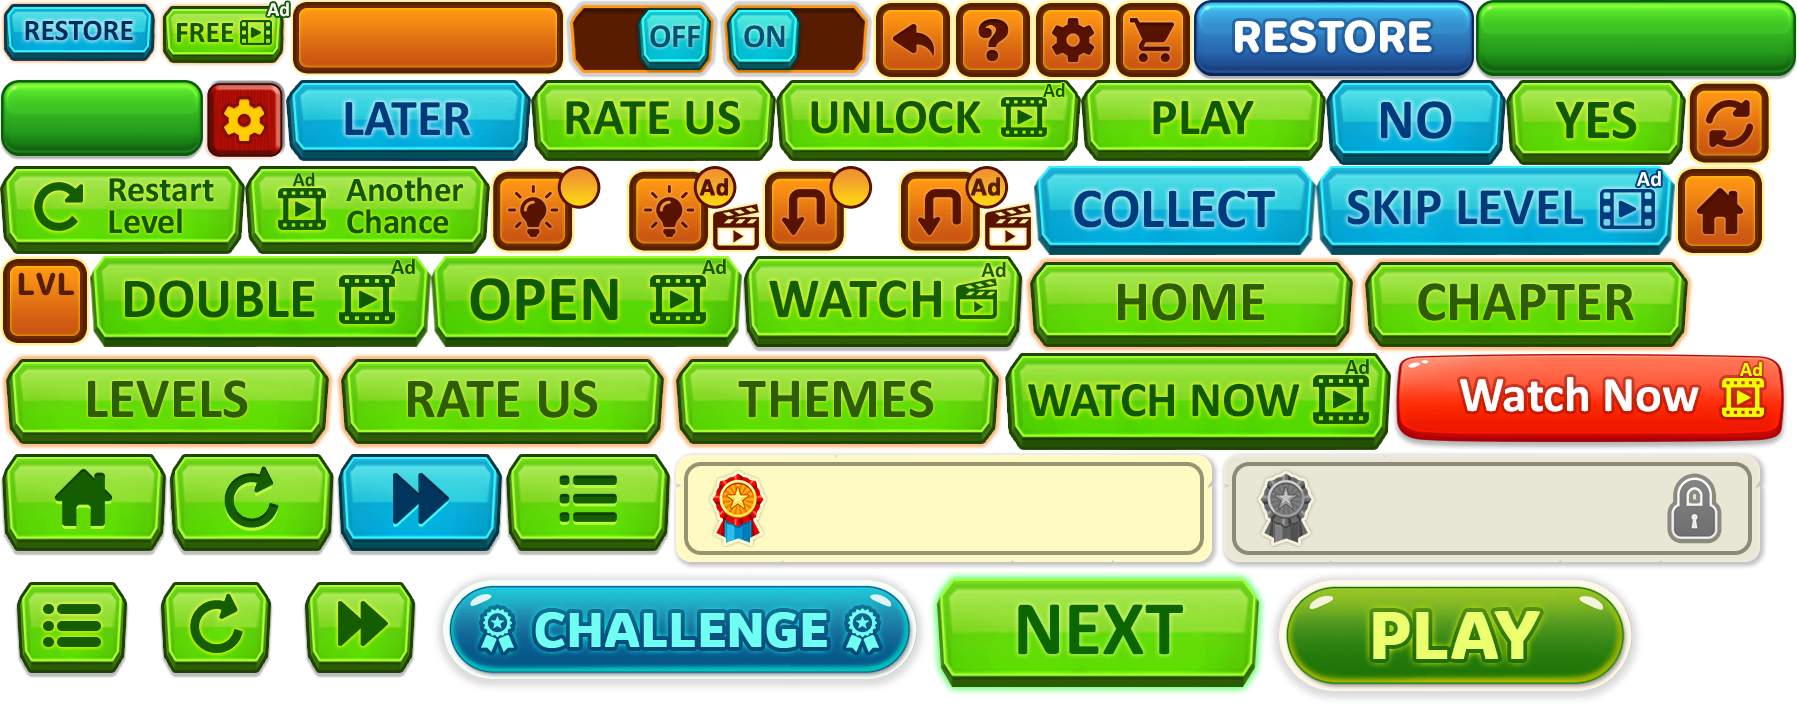 RESTORE
FREE Ad
OFF
ON
?
RESTORE
LATER
RATE US
UNLOCK Ad
PLAY
NO
YES
Restart
Level
Ad
Another
Chance
Ad
Ad
COLLECT
SKIP LEVEL Ad
LVL
DOUBLE Ad
OPEN Ad
WATCH Ad
HOME
CHAPTER
LEVELS
RATE US
THEMES
WATCH NOW Ad
Watch Now Ad
CHALLENGE
NEXT
PLAY